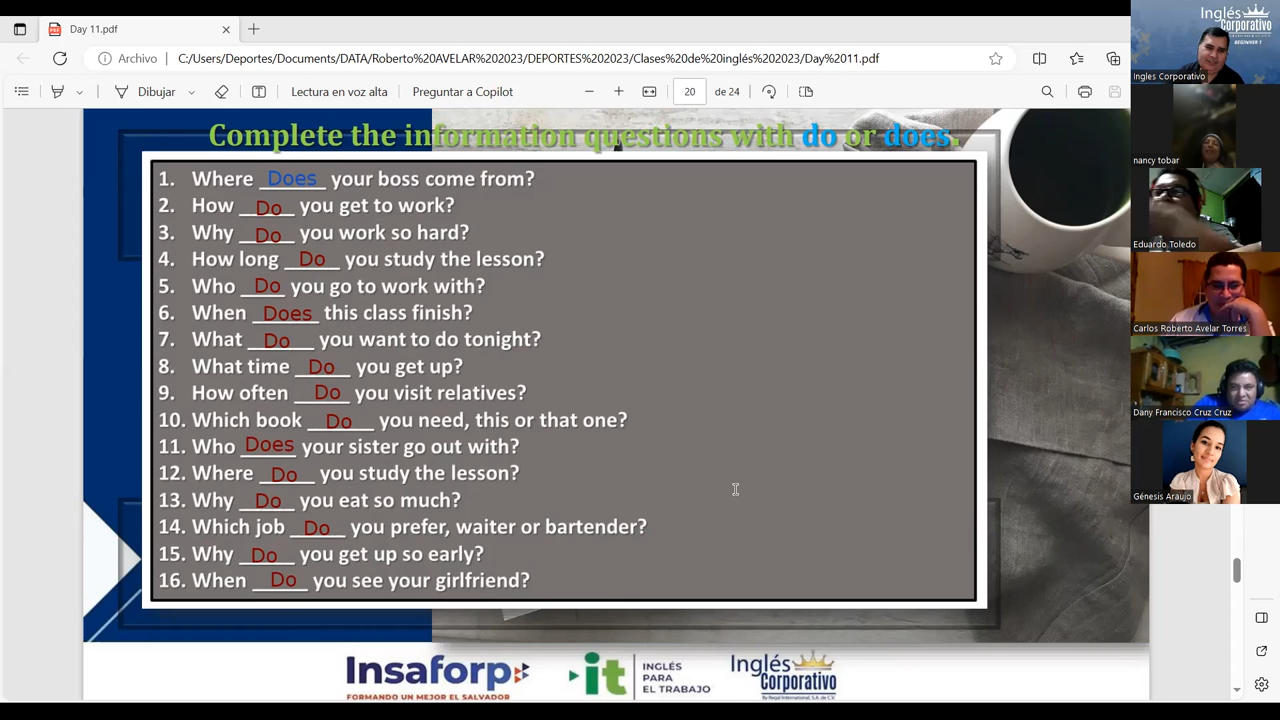 Day 11.pdf
Archivo C:/Users/Deportes/Documents/DATA/Roberto%20AVELAR%202023/DEPORTES%202023/Clases%20de%20inglés%202023/Day%2011.pdf
Dibujar Lectura en voz alta Preguntar a Copilot 20 de 24
Complete the information questions with do or does.
1. Where Does your boss come from?
2. How Do you get to work?
3. Why Do you work so hard?
4. How long Do you study the lesson?
5. Who Do you go to work with?
6. When Does this class finish?
7. What Do you want to do tonight?
8. What time Do you get up?
9. How often Do you visit relatives?
10. Which book Do you need, this or that one?
11. Who Does your sister go out with?
12. Where Do you study the lesson?
13. Why Do you eat so much?
14. Which job Do you prefer, waiter or bartender?
15. Why Do you get up so early?
16. When Do you see your girlfriend?
Insaforp
FORMANDO UN MEJOR EL SALVADOR
it
INGLÉS
PARA
EL TRABAJO
Inglés
Corporativo
By Regal International, S.A. de C.V.
Inglés
Corporativo
BEGINNER 1
Ingles Corporativo
nancy tobar
Eduardo Toledo
Carlos Roberto Avelar Torres
Dany Francisco Cruz Cruz
Génesis Araujo